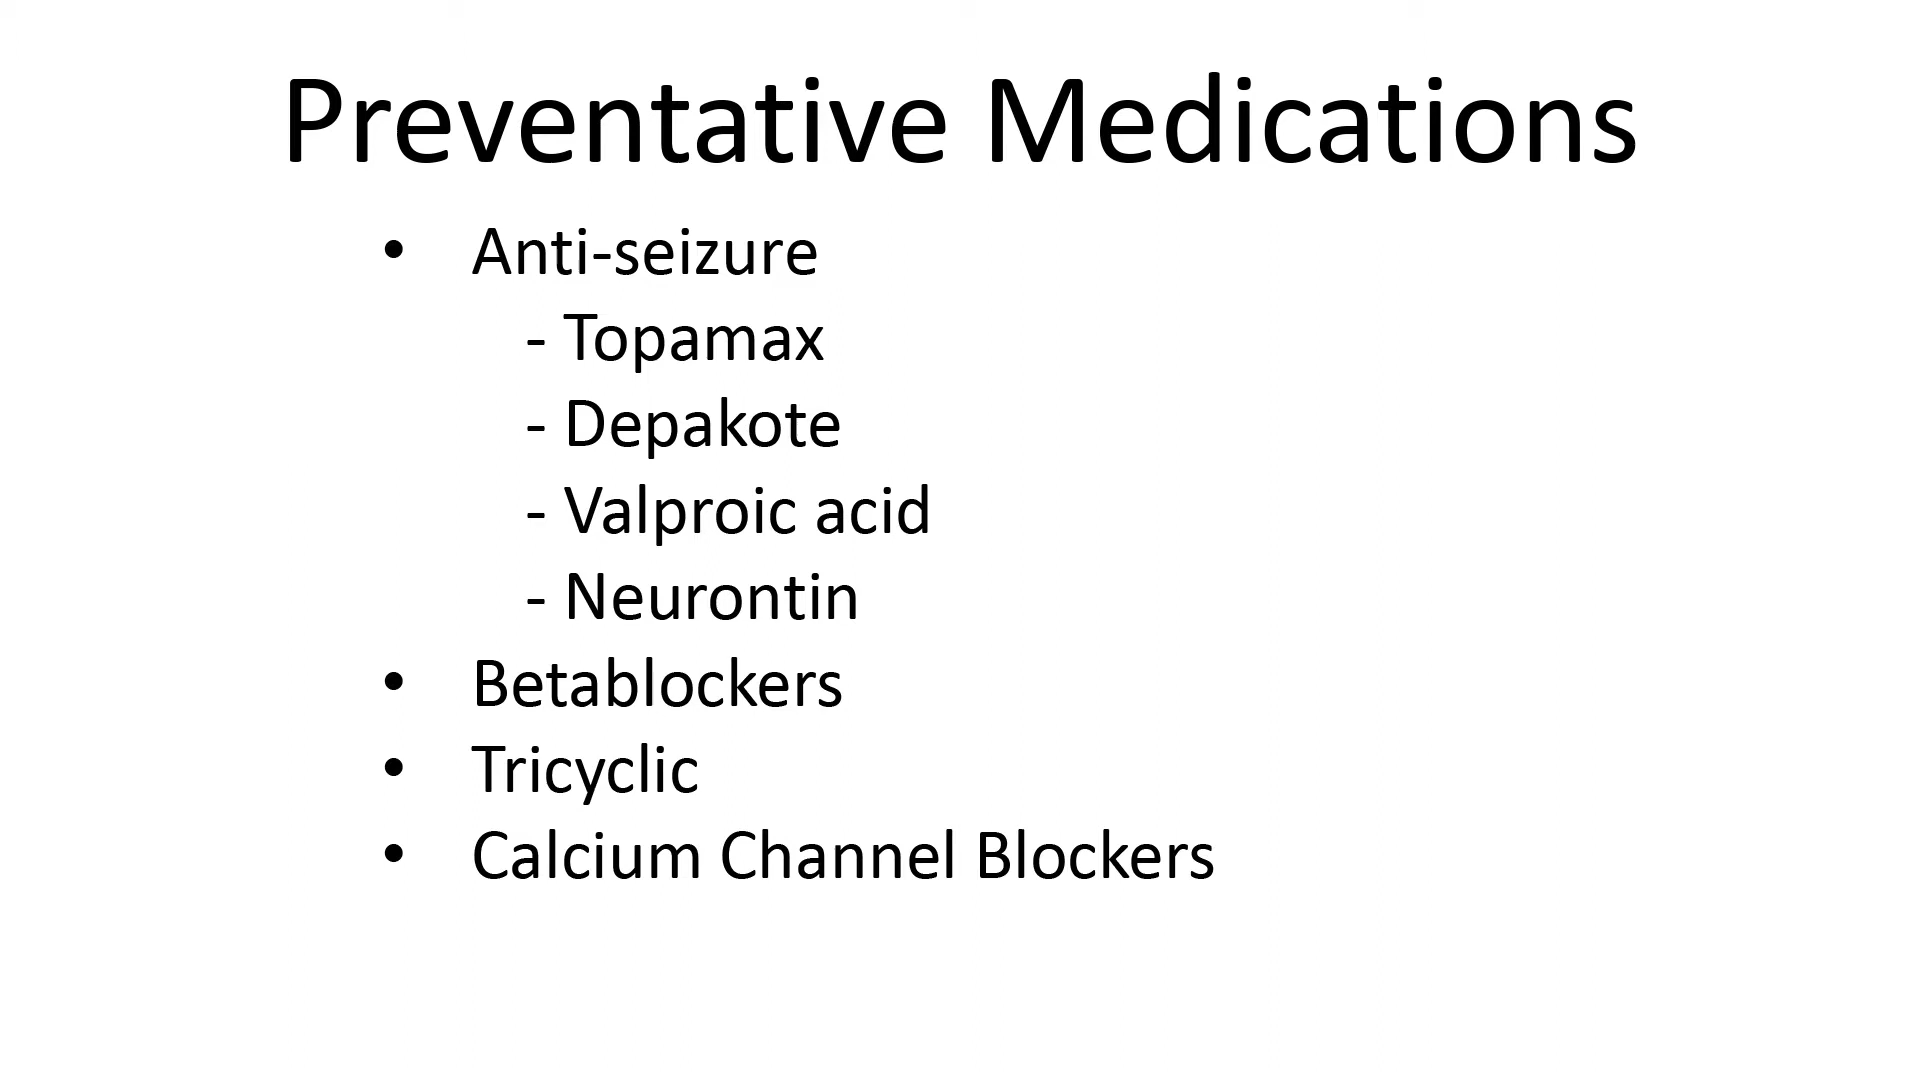 Preventative Medications
• Anti-seizure
- Topamax
- Depakote
- Valproic acid
- Neurontin
• Betablockers
• Tricyclic
• Calcium Channel Blockers